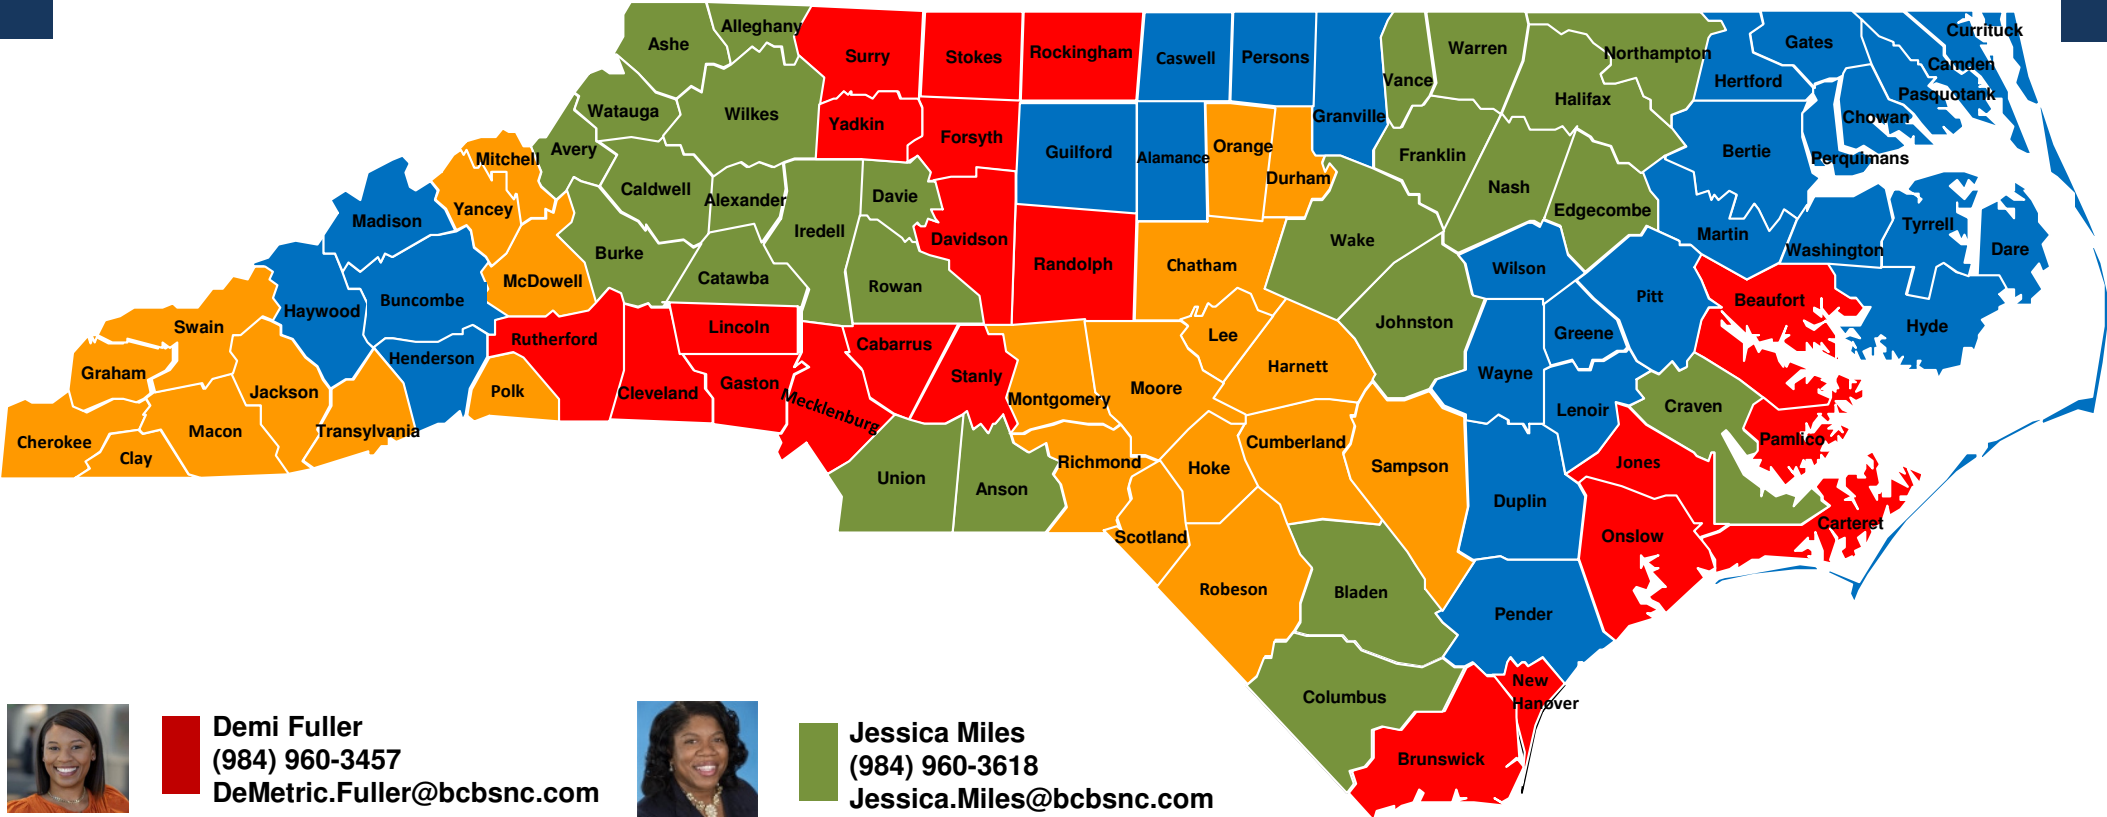 Ashe
Alleghany
Surry
Stokes
Rockingham
Caswell
Persons
Granville
Vance
Warren
Northampton
Halifax
Hertford
Gates
Currituck
Camden
Pasquotank
Chowan
Perquimans
Bertie
Watauga
Wilkes
Yadkin
Forsyth
Guilford
Alamance
Orange
Durham
Franklin
Nash
Edgecombe
Martin
Washington
Tyrrell
Dare
Mitchell
Avery
Yancey
Madison
Caldwell
Alexander
Davie
Iredell
Davidson
Randolph
Chatham
Wake
Wilson
Pitt
Beaufort
Hyde
Burke
Catawba
Rowan
McDowell
Buncombe
Haywood
Swain
Graham
Jackson
Henderson
Rutherford
Polk
Lincoln
Cleveland
Gaston
Mecklenburg
Cabarrus
Stanly
Montgomery
Moore
Lee
Harnett
Johnston
Greene
Wayne
Lenoir
Craven
Pamlico
Jones
Carteret
Onslow
Cherokee
Clay
Macon
Transylvania
Union
Anson
Richmond
Hoke
Scotland
Cumberland
Sampson
Duplin
Robeson
Bladen
Pender
Columbus
New
Hanover
Brunswick
Demi Fuller
(984) 960-3457
DeMetric.Fuller@bcbsnc.com
Jessica Miles
(984) 960-3618
Jessica.Miles@bcbsnc.com